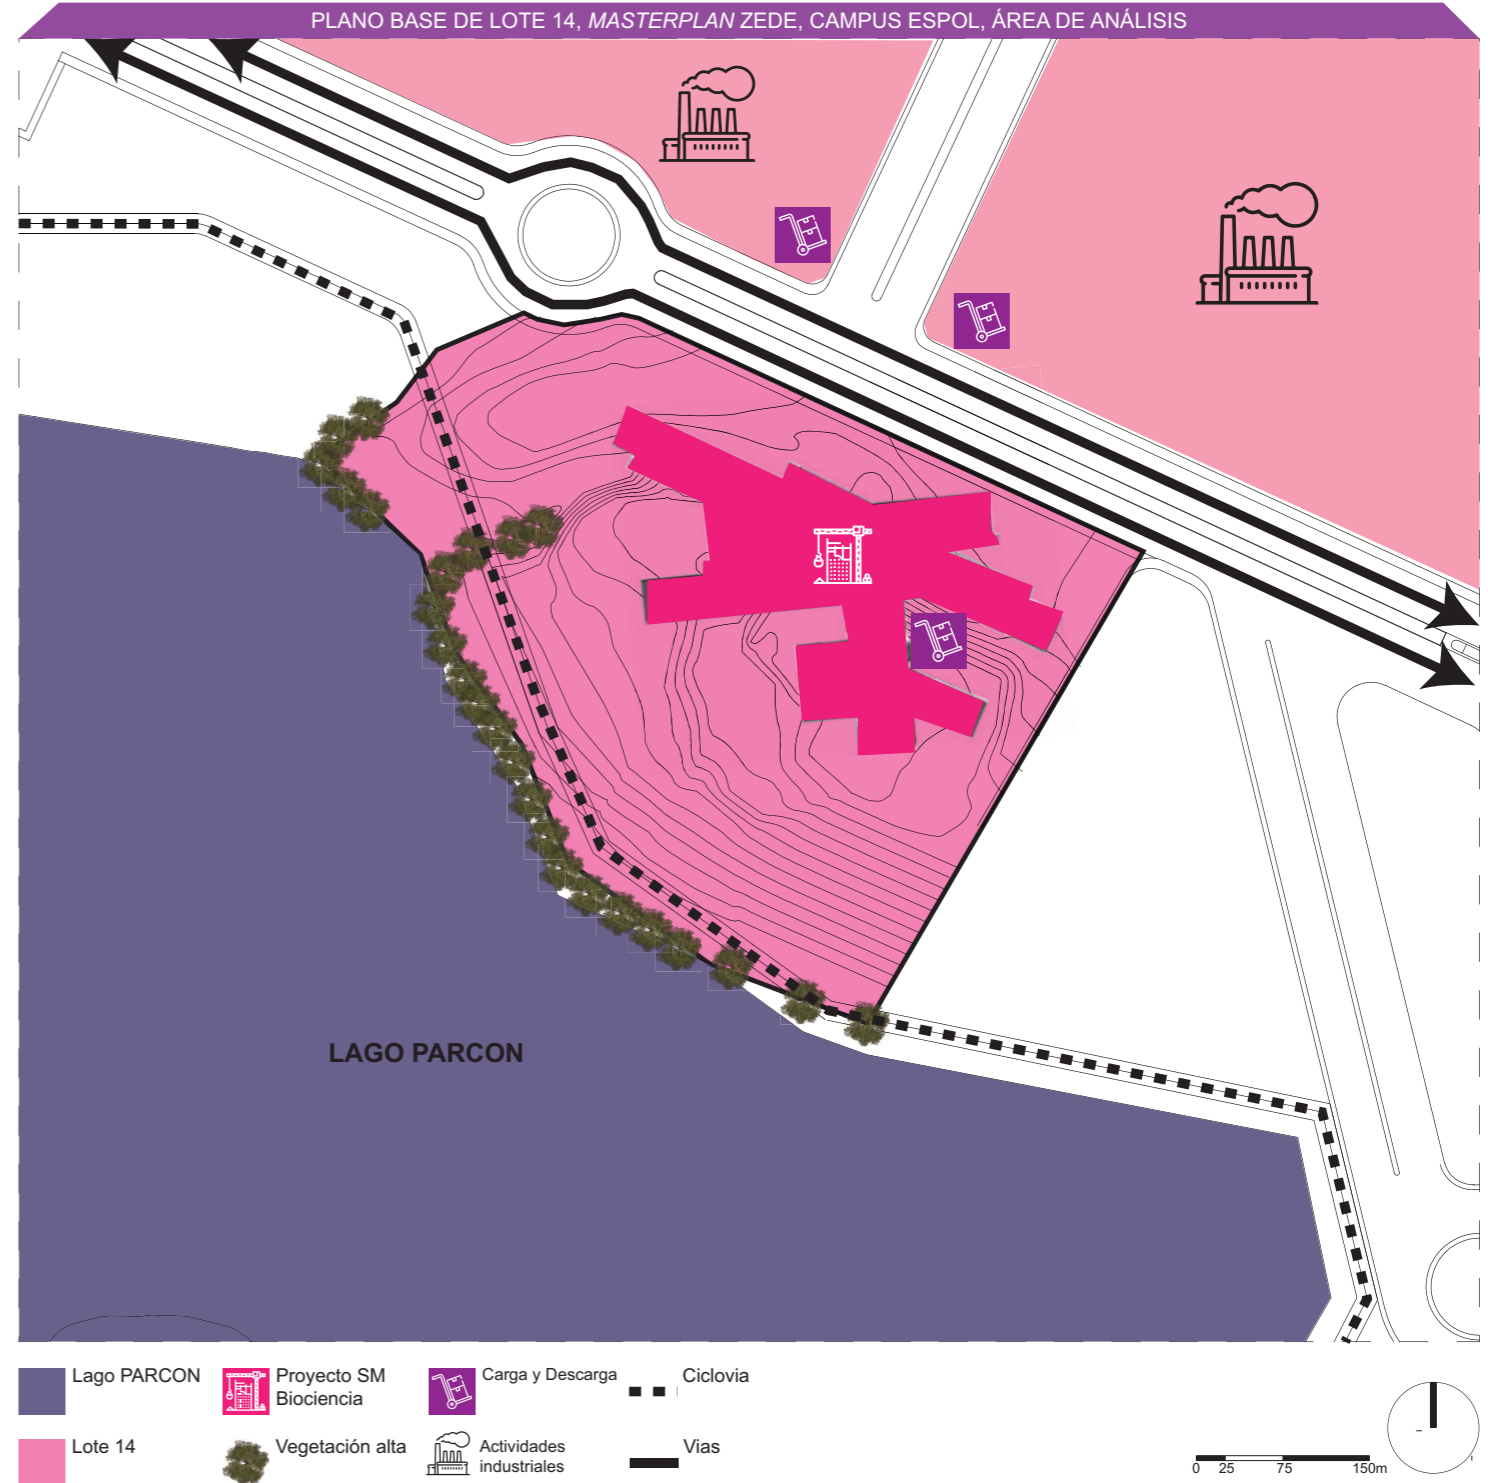 PLANO BASE DE LOTE 14, MASTERPLAN ZEDE, CAMPUS ESPOL, ÁREA DE ANÁLISIS
LAGO PARCON
Lago PARCON
Proyecto SM
Biociencia
Carga y Descarga
Ciclovia
Lote 14
Vegetación alta
Actividades
industriales
Vias
0 25 75 150m